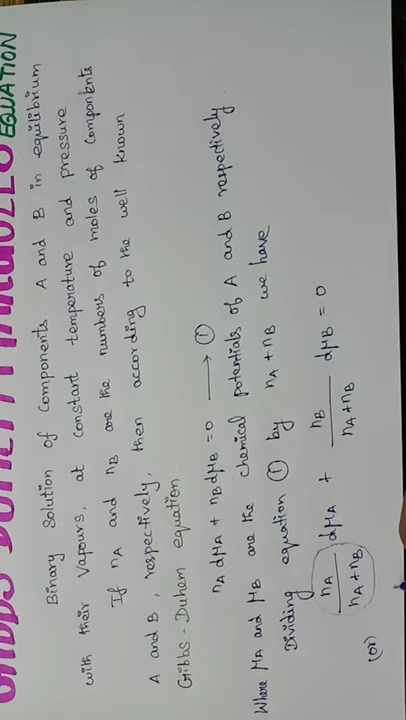 GIBBS DUHEM MARGULES EQUATION
Binary Solution of Components A and B in equilibrium
with their Vapours, at Constant temperature and pressure
If nA and nB are the numbers of moles of Components
A and B, respectively, then according to the well known
Gibbs - Duhem equation
nA dμA + nB dμB = 0 ⟶ ①
Where μA and μB are the chemical potentials of A and B respectively
Dividing equation ① by nA + nB we have
nA/(nA + nB) dμA + nB/(nA + nB) dμB = 0
(or)